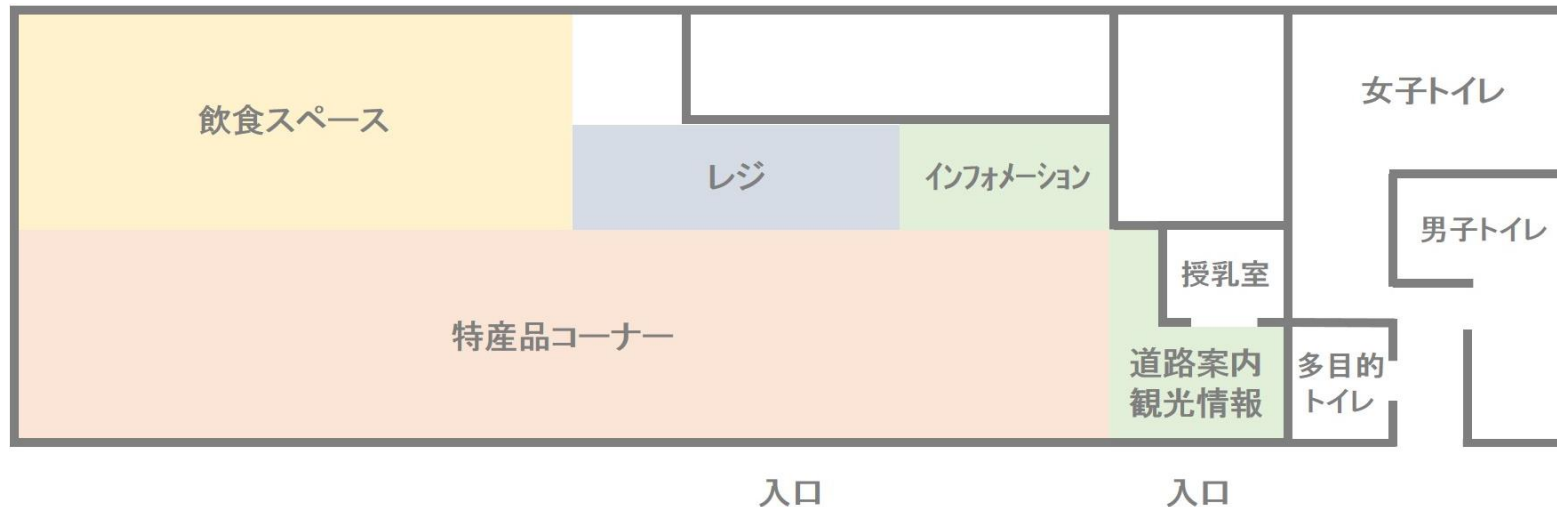 女子トイレ
飲食スペース
レジ
インフォメーション
男子トイレ
授乳室
特産品コーナー
道路案内
観光情報
多目的
トイレ
入口
入口